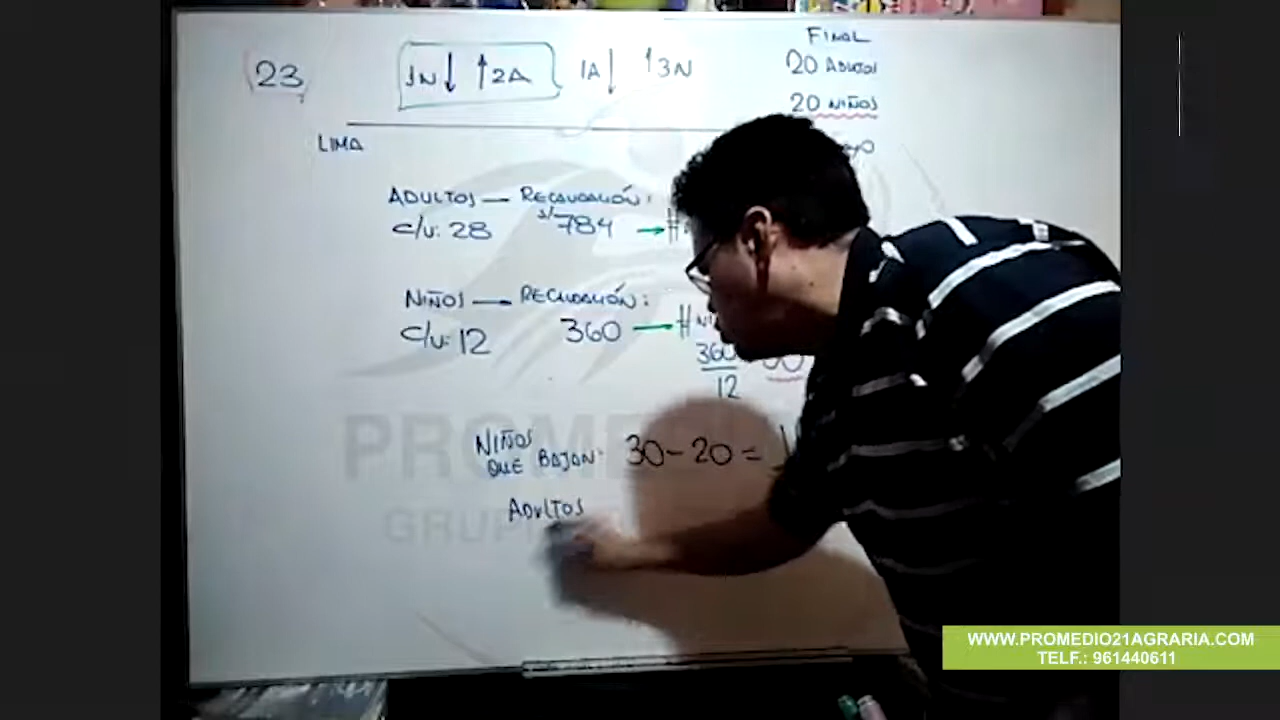 23
1N↓ ↑2A 1A↓ ↑3N
FINAL
20 ADULTOS
20 NIÑOS
LIMA
ADULTOS — RECAUDACIÓN:
c/u: 28 S/784 → #
NIÑOS — RECAUDACIÓN:
c/u: 12 360 → #
360
12
NIÑOS
QUE BAJAN: 30-20=
ADULTOS
WWW.PROMEDIO21AGRARIA.COM
TELF.: 961440611